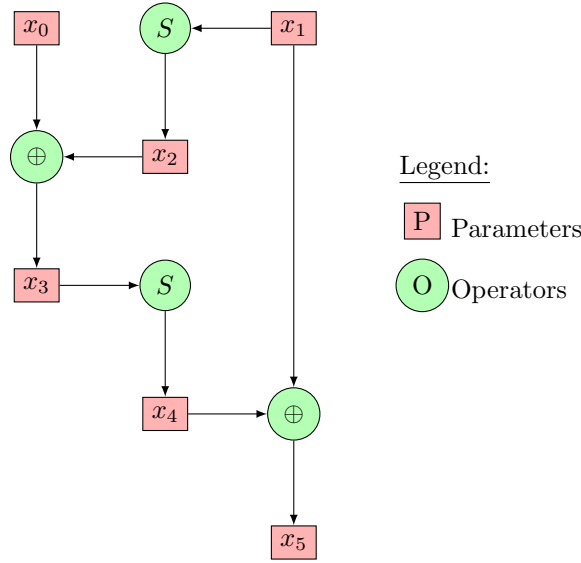 x₀ S x₁
⊕ x₂
Legend:
P Parameters
x₃ S
O Operators
x₄ ⊕
x₅